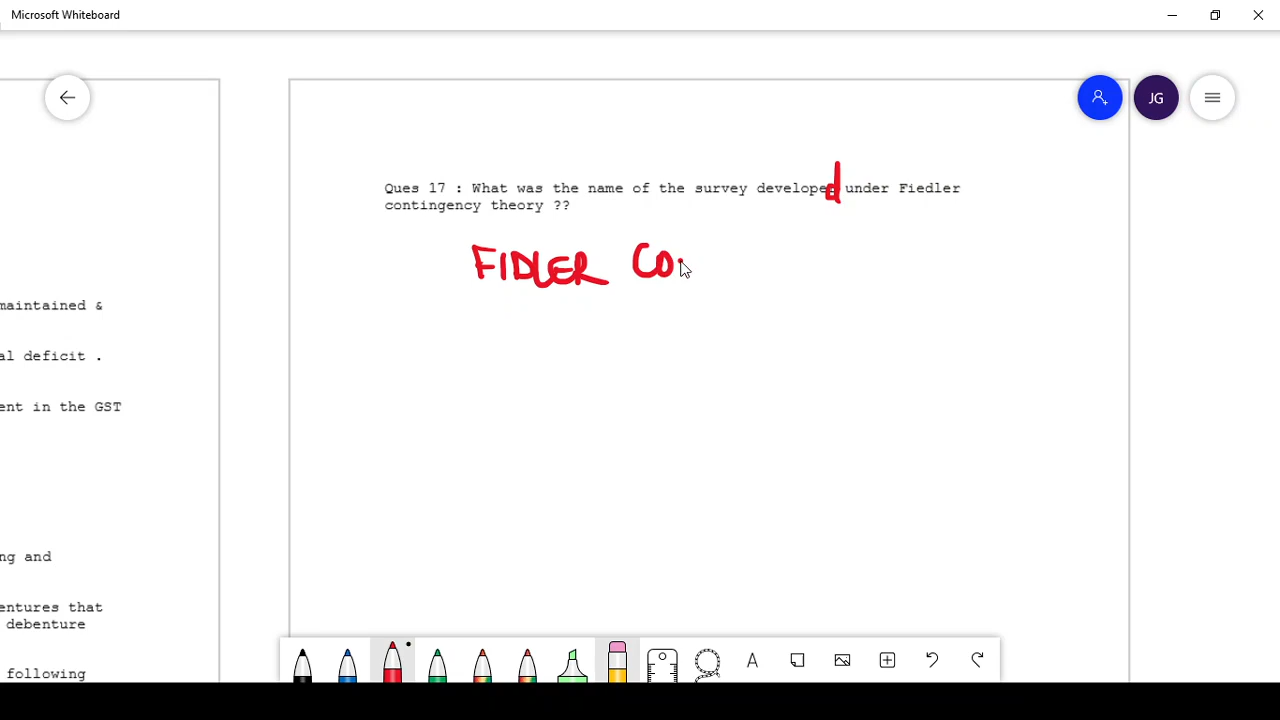 Microsoft Whiteboard
JG
Ques 17 : What was the name of the survey developed under Fiedler
contingency theory ??
FIDLER CO
maintained &
al deficit .
ent in the GST
ng and
entures that
debenture
following
A